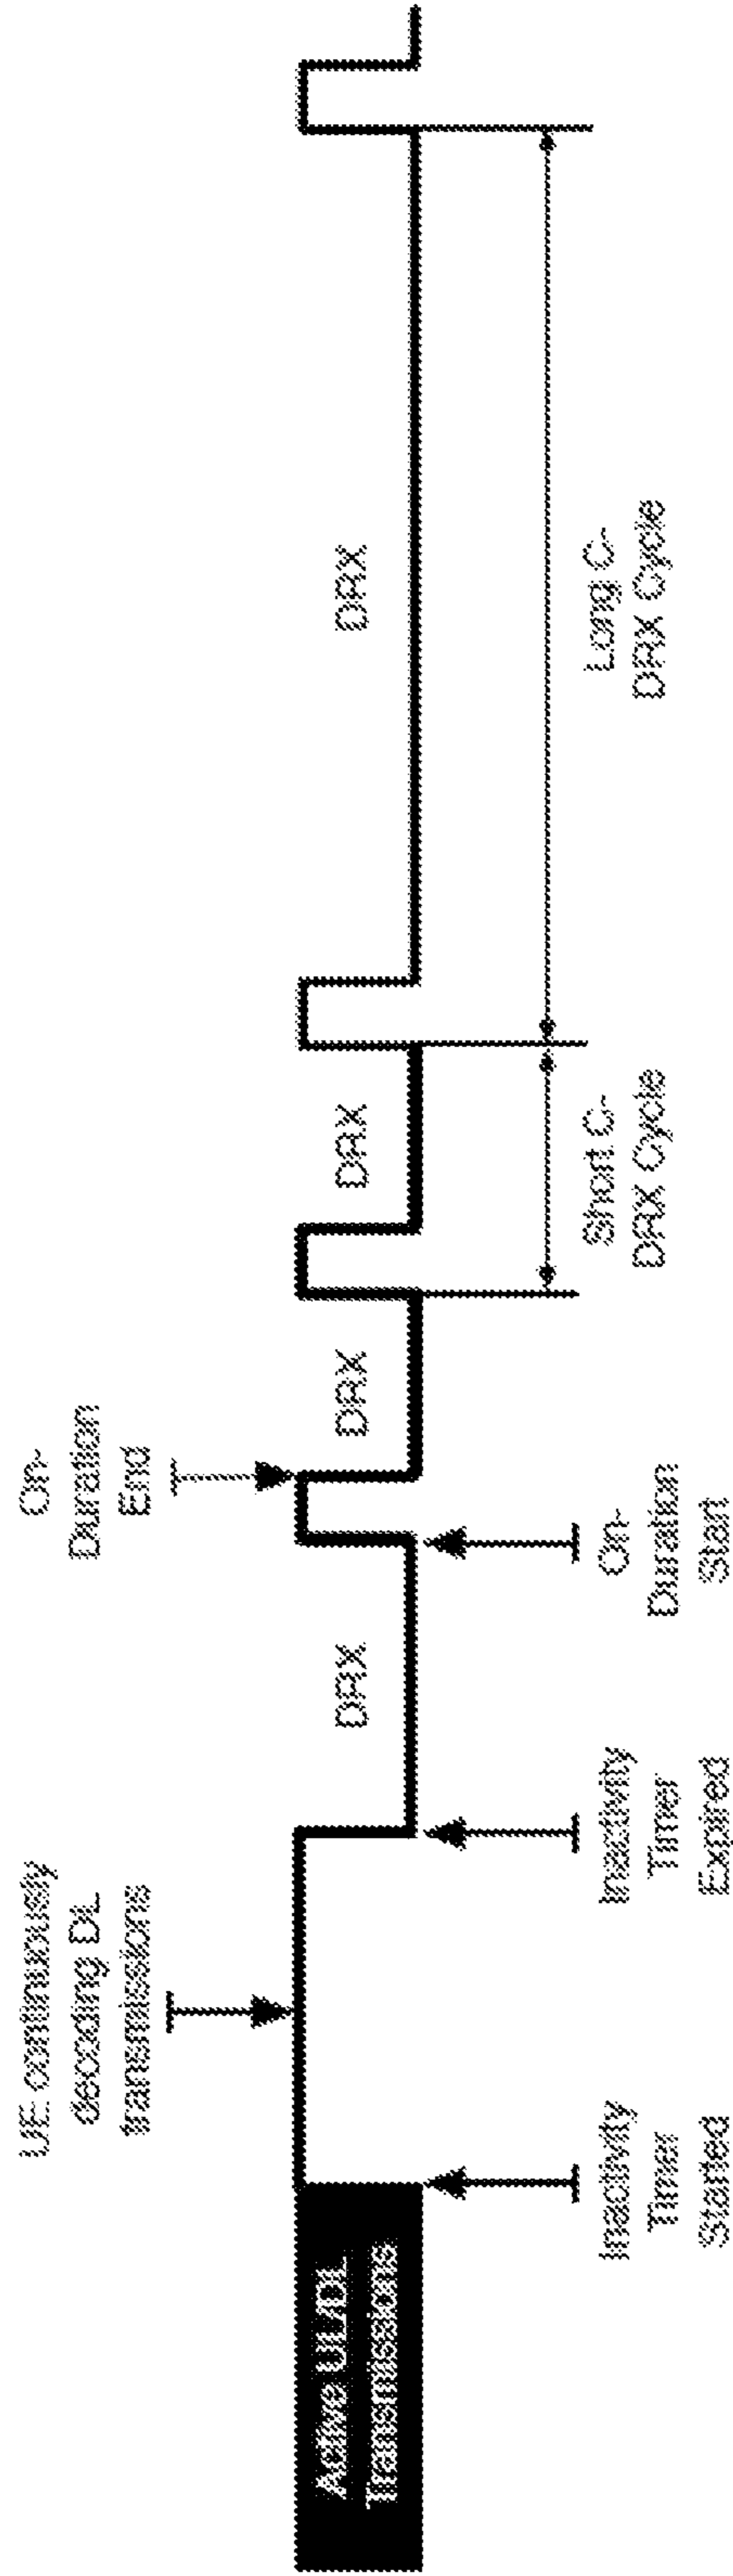 UE continuously
decoding DL
transmissions
On-
Duration
End
Active UL/DL
Transmissions
DRX
DRX
DRX
DRX
Inactivity
Timer
Started
Inactivity
Timer
Expired
On-
Duration
Start
Short C-
DRX Cycle
Long C-
DRX Cycle